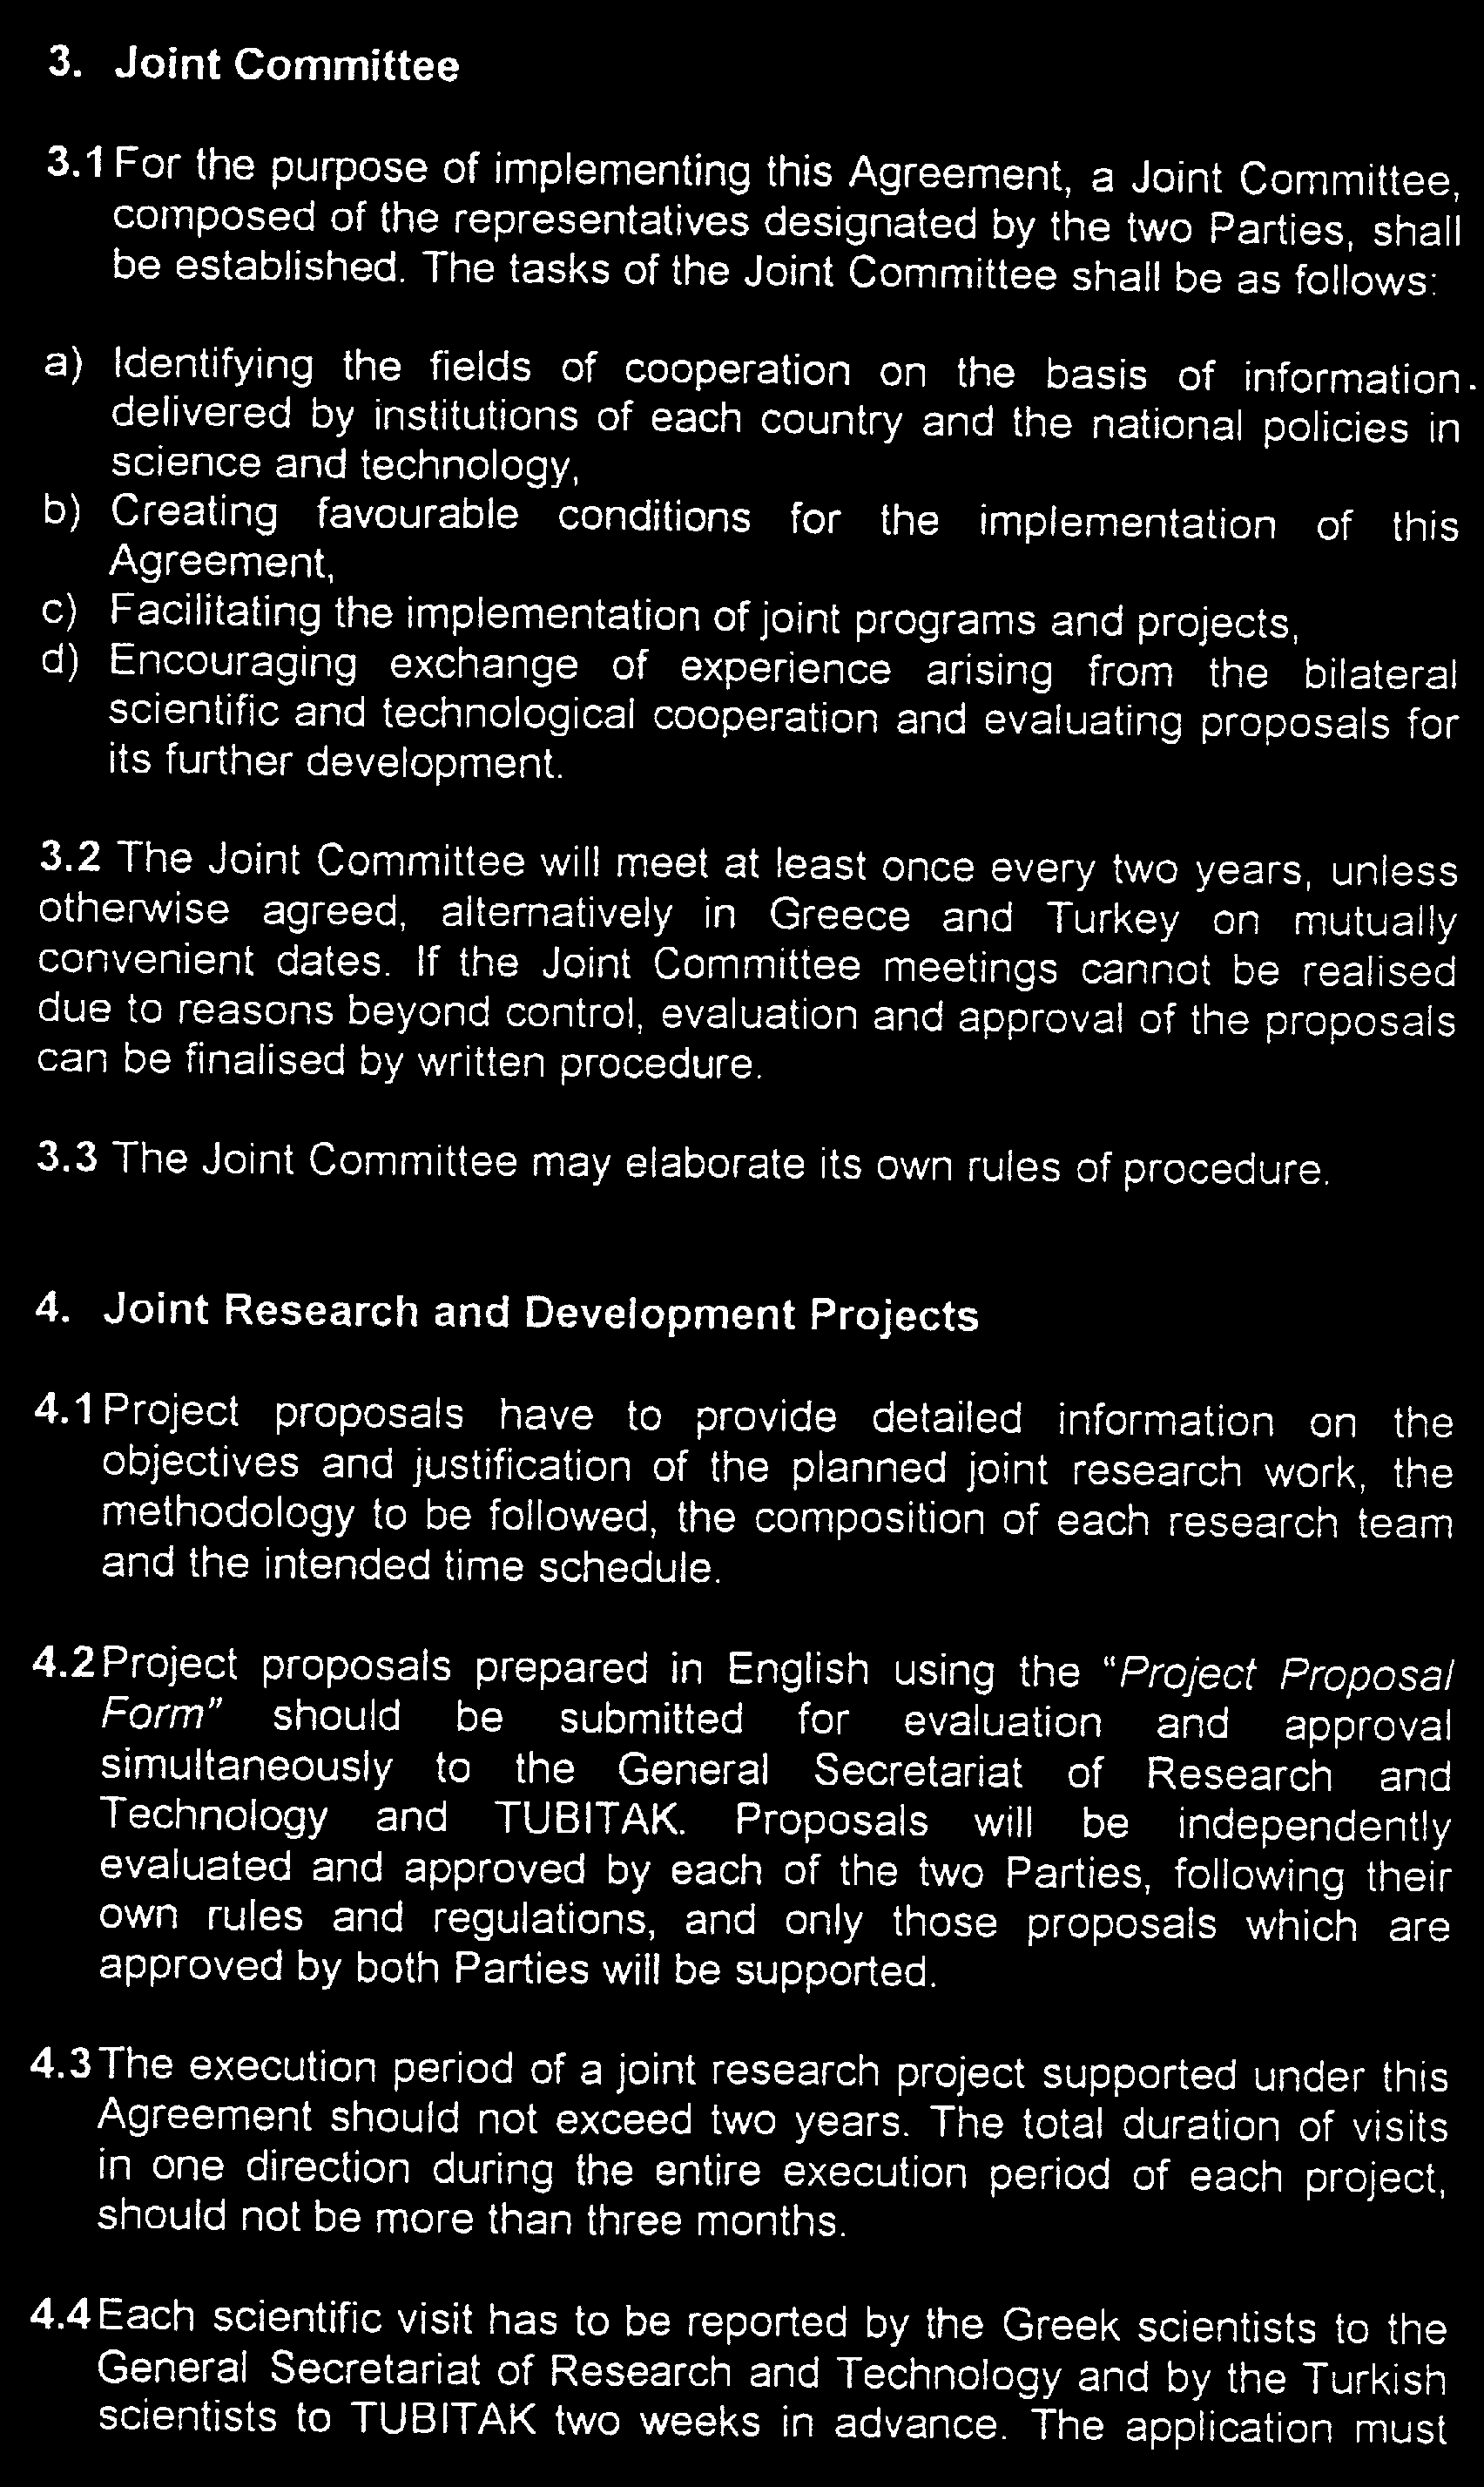 3. Joint Committee
3.1 For the purpose of implementing this Agreement, a Joint Committee,
composed of the representatives designated by the two Parties, shall
be established. The tasks of the Joint Committee shall be as follows:
a) Identifying the fields of cooperation on the basis of information
delivered by institutions of each country and the national policies in
science and technology,
b) Creating favourable conditions for the implementation of this
Agreement,
c) Facilitating the implementation of joint programs and projects,
d) Encouraging exchange of experience arising from the bilateral
scientific and technological cooperation and evaluating proposals for
its further development.
3.2 The Joint Committee will meet at least once every two years, unless
otherwise agreed, alternatively in Greece and Turkey on mutually
convenient dates. If the Joint Committee meetings cannot be realised
due to reasons beyond control, evaluation and approval of the proposals
can be finalised by written procedure.
3.3 The Joint Committee may elaborate its own rules of procedure.
4. Joint Research and Development Projects
4.1 Project proposals have to provide detailed information on the
objectives and justification of the planned joint research work, the
methodology to be followed, the composition of each research team
and the intended time schedule.
4.2 Project proposals prepared in English using the "Project Proposal
Form" should be submitted for evaluation and approval
simultaneously to the General Secretariat of Research and
Technology and TUBITAK. Proposals will be independently
evaluated and approved by each of the two Parties, following their
own rules and regulations, and only those proposals which are
approved by both Parties will be supported.
4.3 The execution period of a joint research project supported under this
Agreement should not exceed two years. The total duration of visits
in one direction during the entire execution period of each project,
should not be more than three months.
4.4 Each scientific visit has to be reported by the Greek scientists to the
General Secretariat of Research and Technology and by the Turkish
scientists to TUBITAK two weeks in advance. The application must